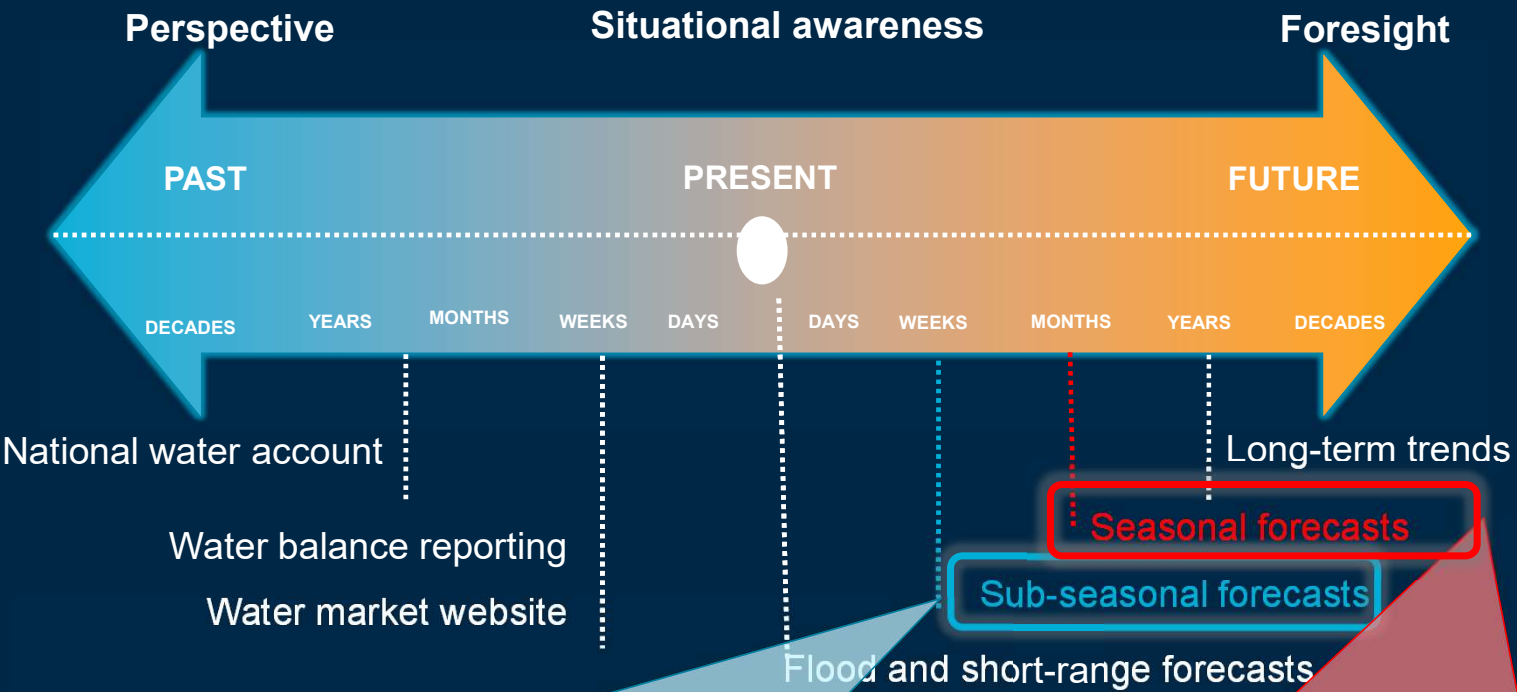 Perspective
Situational awareness
Foresight
PAST
PRESENT
FUTURE
DECADES
YEARS
MONTHS
WEEKS
DAYS
DAYS
WEEKS
MONTHS
YEARS
DECADES
National water account
Long-term trends
Seasonal forecasts
Water balance reporting
Sub-seasonal forecasts
Water market website
Flood and short-range forecasts